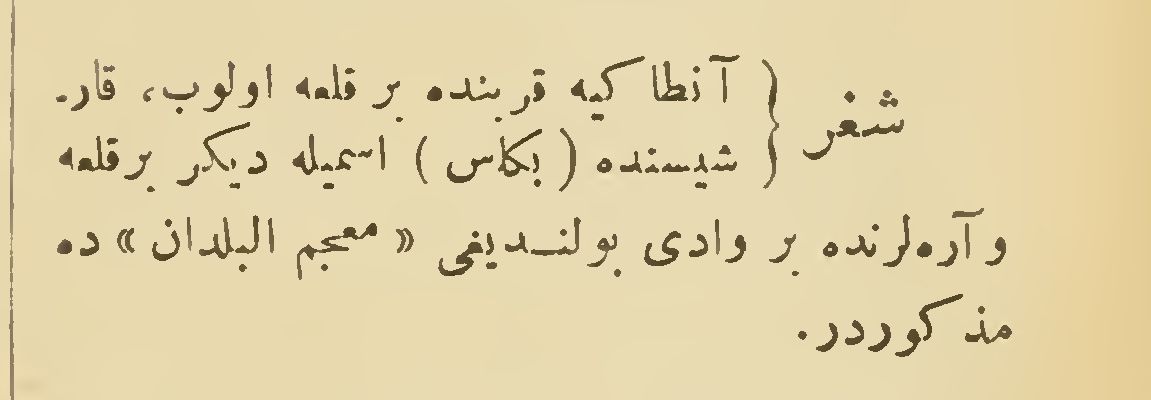 شغر { آنطاکیه قربنده بر قلعه اولوب، قار-
شیسنده ( بکاس ) اسمیله دیکر برقلعه
و آره‌لرنده بر وادی بولنــدیغی « معجم البلدان » ده
مذکوردر.